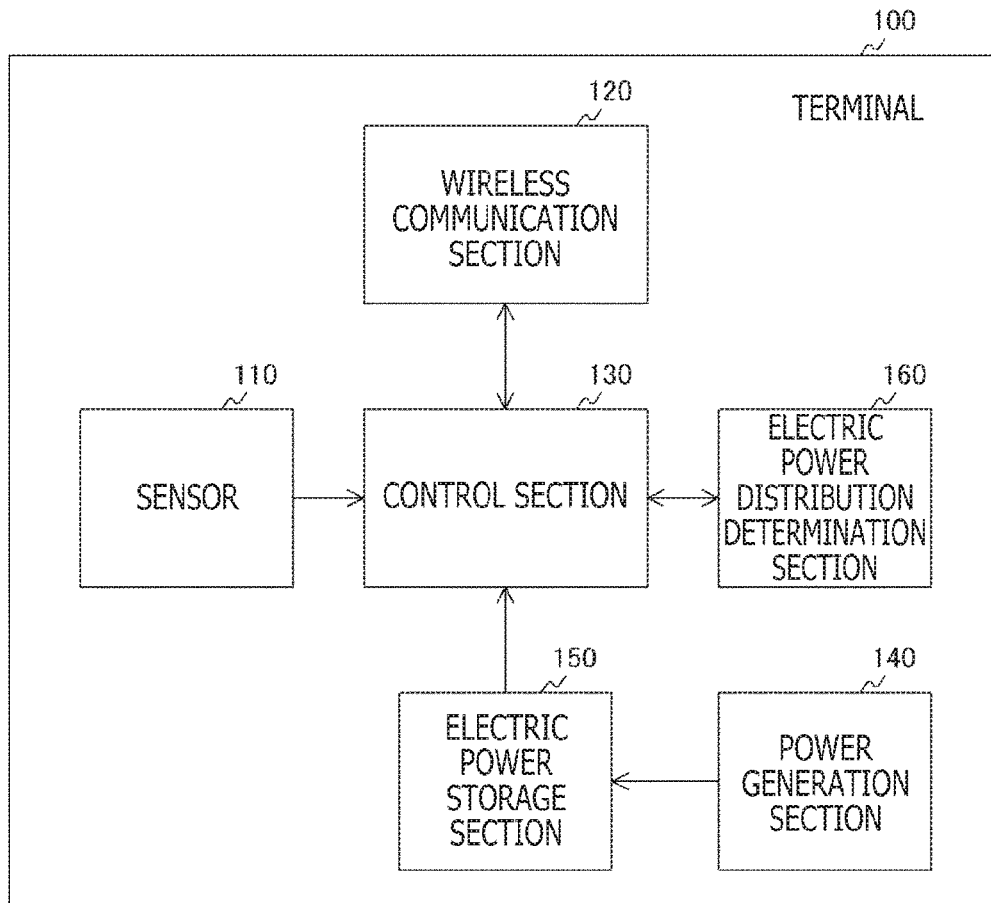 100
TERMINAL
120
WIRELESS
COMMUNICATION
SECTION
110
SENSOR
130
CONTROL SECTION
160
ELECTRIC
POWER
DISTRIBUTION
DETERMINATION
SECTION
150
ELECTRIC
POWER
STORAGE
SECTION
140
POWER
GENERATION
SECTION